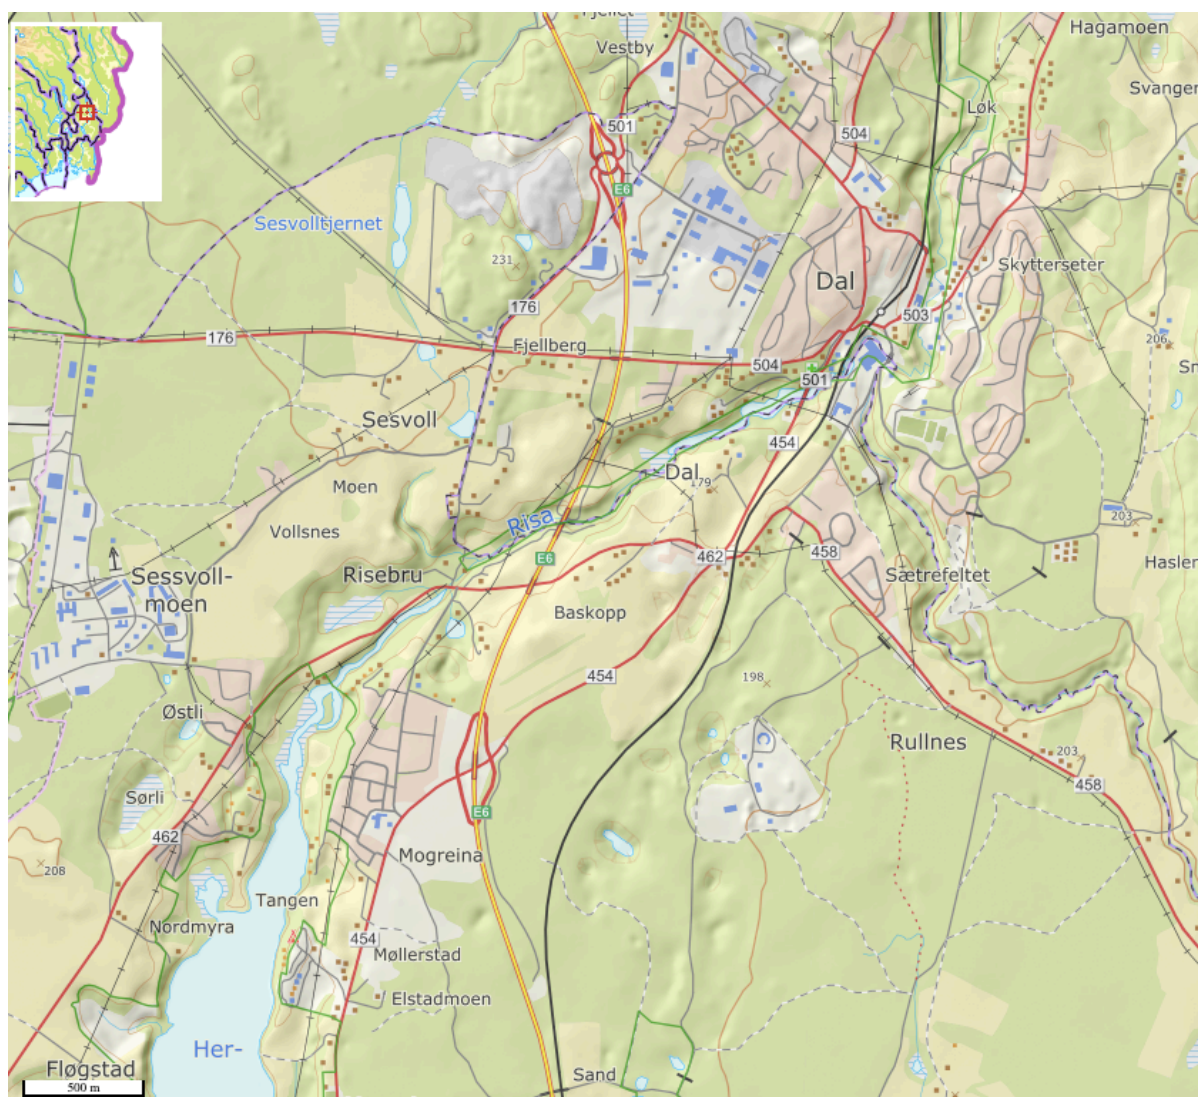 Fjellet
Hagamoen
Vestby
Svangen
Løk
501
504
E6
Sesvolltjernet
231
Skytterseter
Dal
176
503
176
Fjellberg
206
504
501
Sesvoll
454
Dal
179
Moen
203
Risa
Vollsnes
E6
462
458
Hasler
Sessvoll-
moen
Risebru
Sætrefeltet
Baskopp
454
198
Østli
Rullnes
203
458
Sørli
E6
462
Mogreina
208
Tangen
Nordmyra
454
Møllerstad
Elstadmoen
Her-
Fløgstad
Sand
500 m